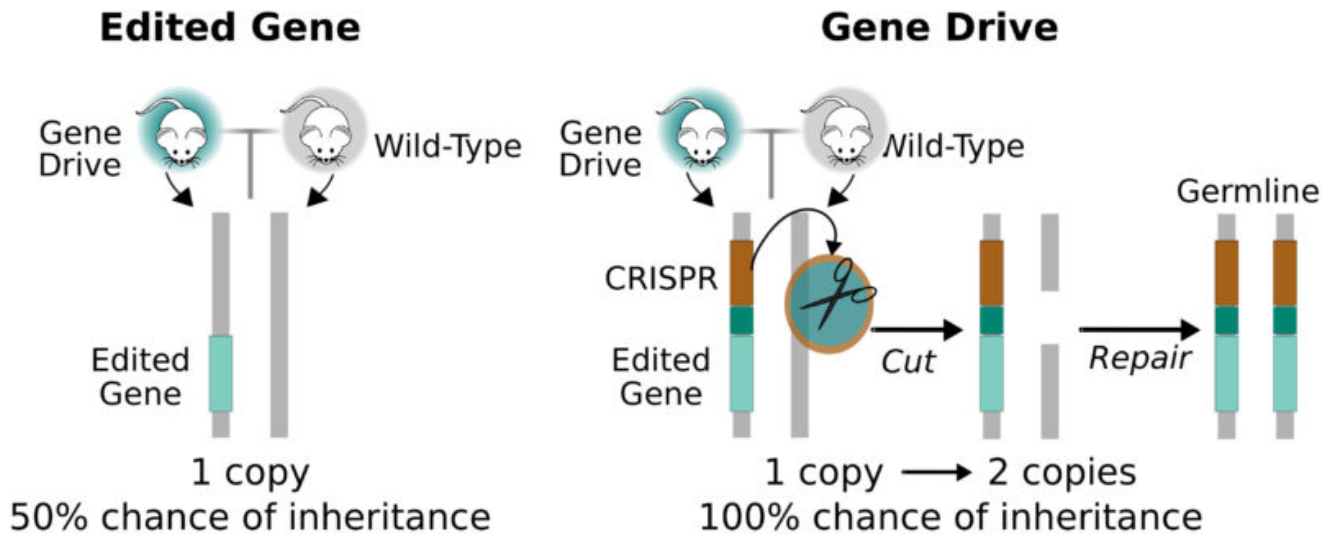 Edited Gene
Gene
Drive
Wild-Type
Edited
Gene
1 copy
50% chance of inheritance
Gene Drive
Gene
Drive
Wild-Type
Germline
CRISPR
Edited
Gene
Cut
Repair
1 copy → 2 copies
100% chance of inheritance